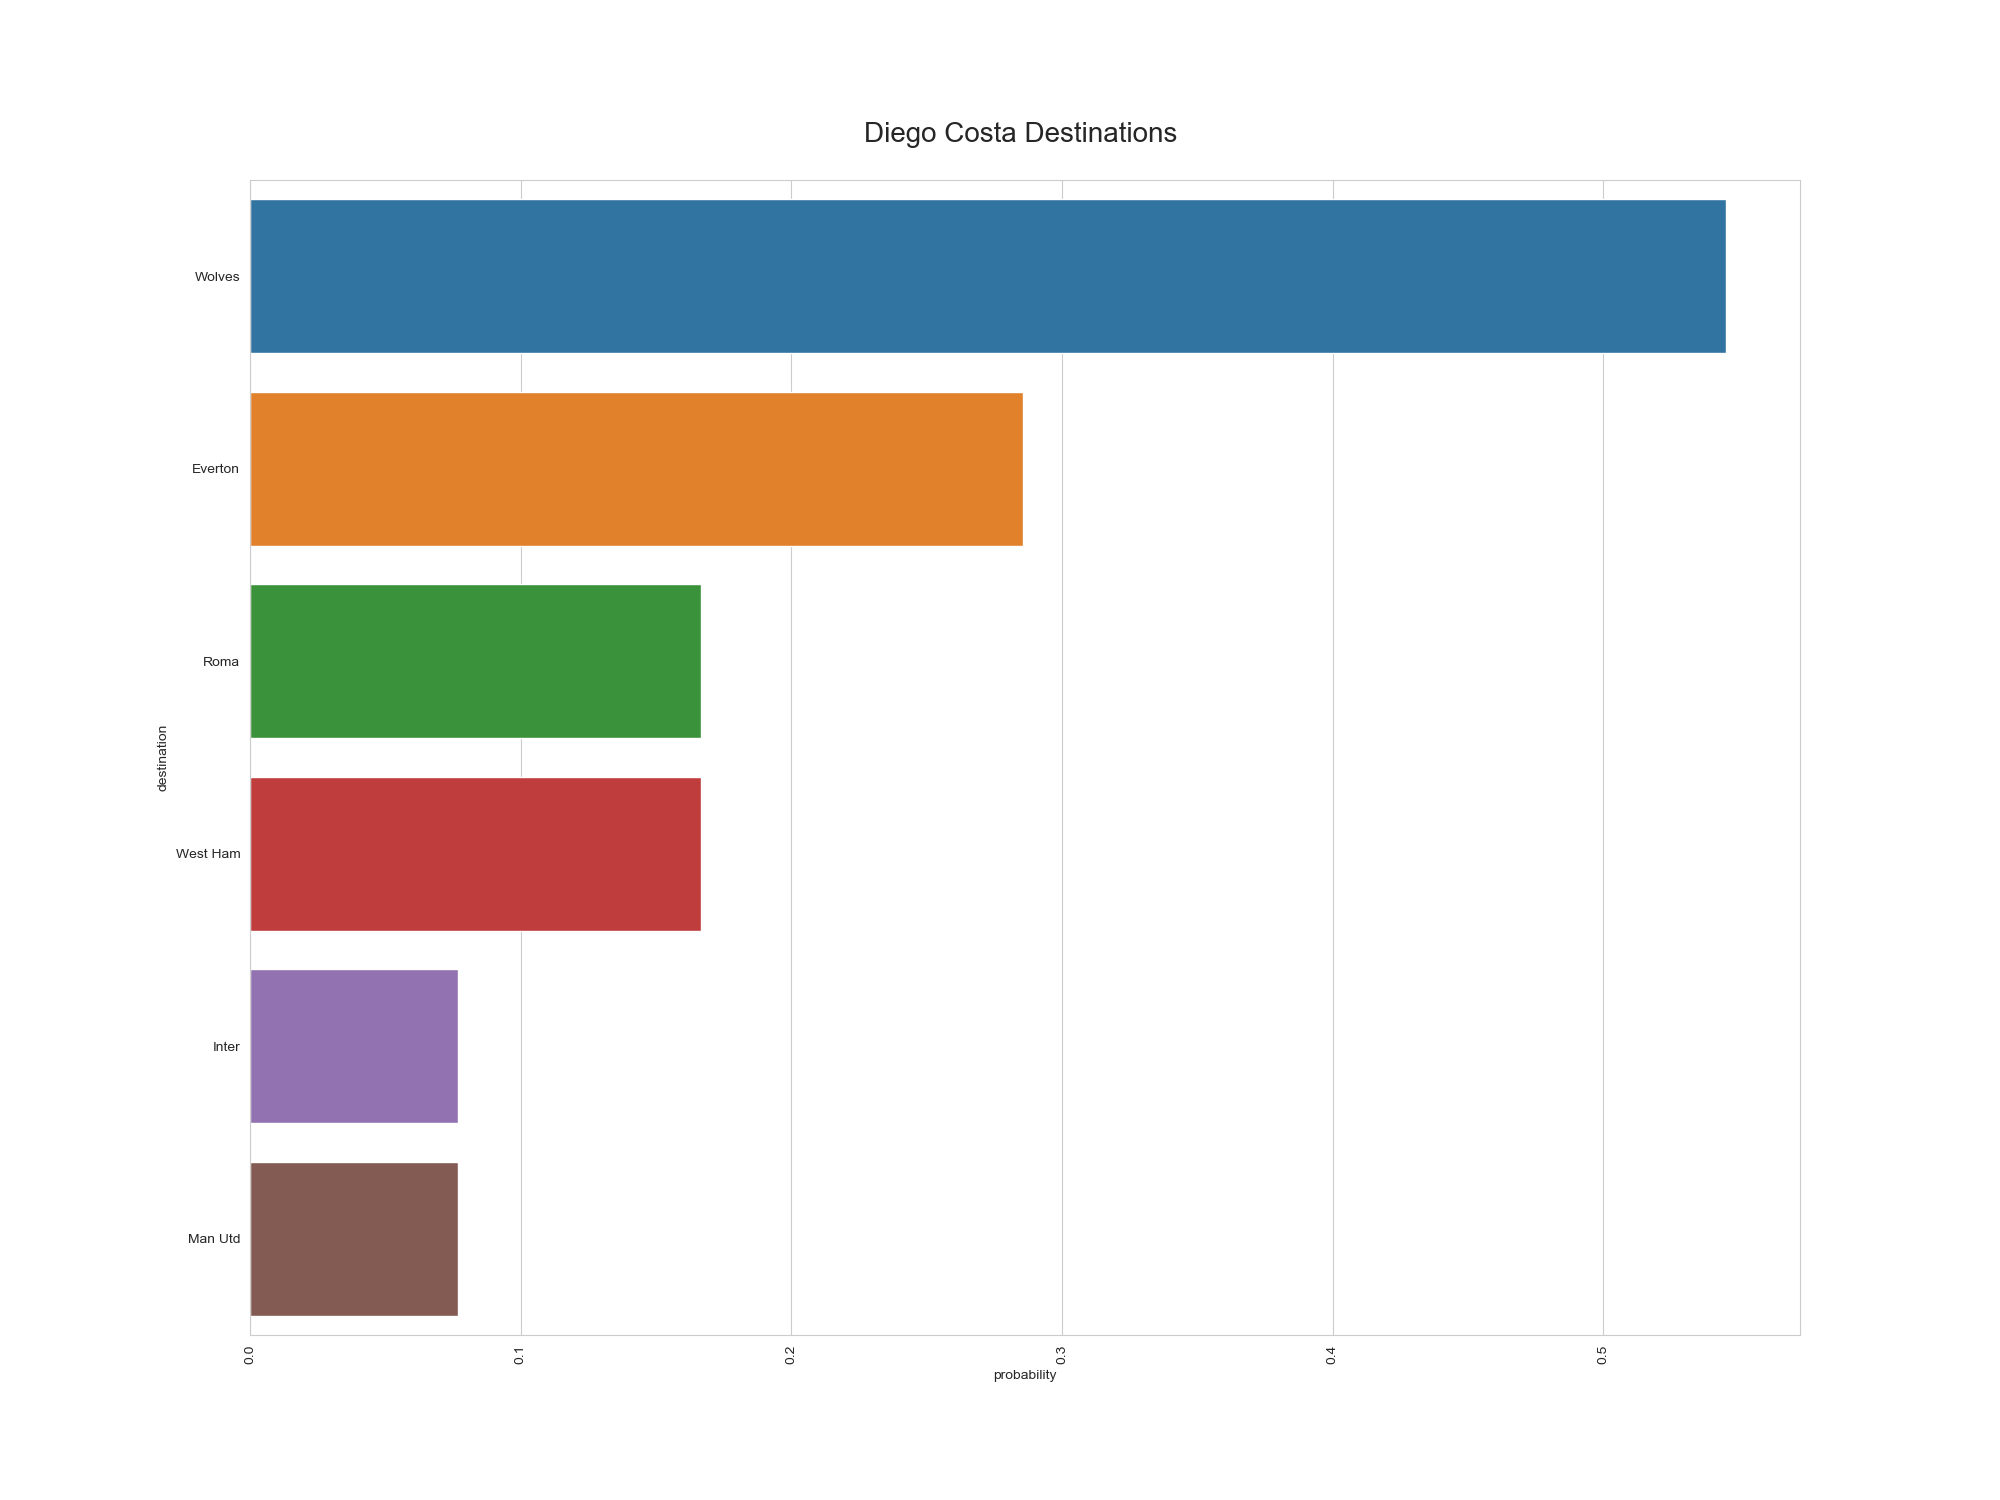 Diego Costa Destinations
Wolves
Everton
Roma
West Ham
Inter
Man Utd
destination
0.0
0.1
0.2
0.3
0.4
0.5
probability